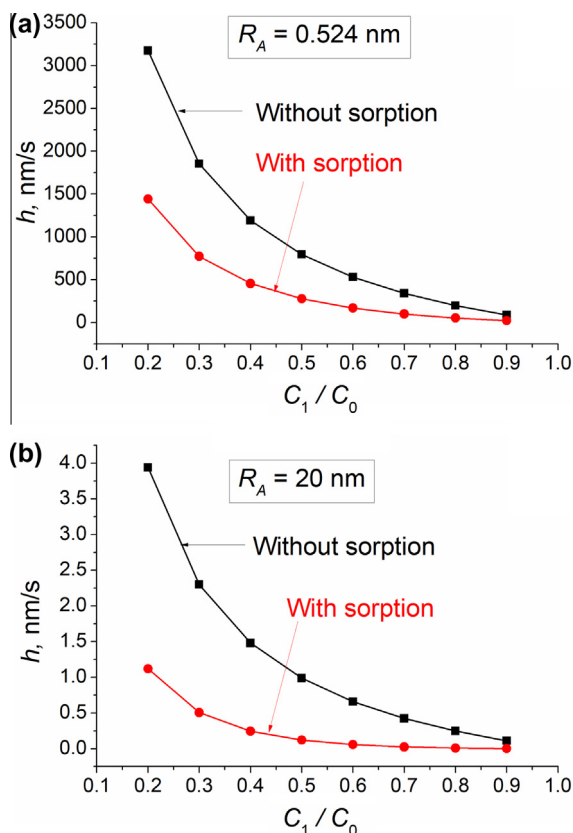 (a)
R_A = 0.524 nm
3500
3000
2500
2000
1500
1000
500
0
h, nm/s
Without sorption
With sorption
0.1 0.2 0.3 0.4 0.5 0.6 0.7 0.8 0.9 1.0
C_1 / C_0
(b)
R_A = 20 nm
4.0
3.5
3.0
2.5
2.0
1.5
1.0
0.5
0.0
h, nm/s
Without sorption
With sorption
0.1 0.2 0.3 0.4 0.5 0.6 0.7 0.8 0.9 1.0
C_1 / C_0